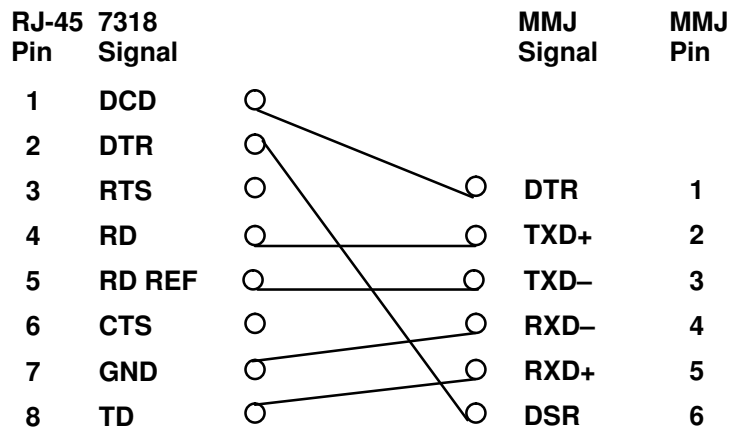 RJ-45 7318 MMJ MMJ
Pin Signal Signal Pin
1 DCD
2 DTR
3 RTS DTR 1
4 RD TXD+ 2
5 RD REF TXD– 3
6 CTS RXD– 4
7 GND RXD+ 5
8 TD DSR 6